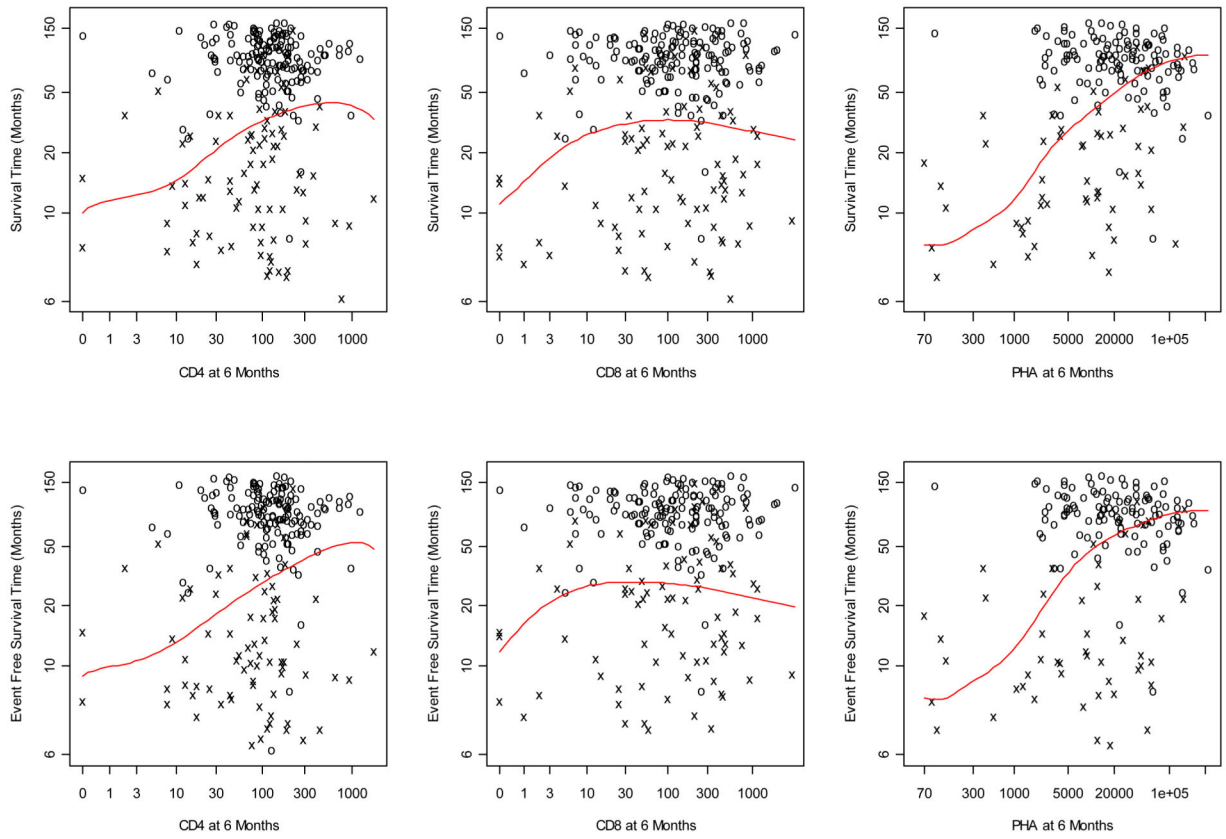 150
50
20
10
6
Survival Time (Months)
0 1 3 10 30 100 300 1000
CD4 at 6 Months
150
50
20
10
6
Survival Time (Months)
0 1 3 10 30 100 300 1000
CD8 at 6 Months
150
50
20
10
6
Survival Time (Months)
70 300 1000 5000 20000 1e+05
PHA at 6 Months
150
50
20
10
6
Event Free Survival Time (Months)
0 1 3 10 30 100 300 1000
CD4 at 6 Months
150
50
20
10
6
Event Free Survival Time (Months)
0 1 3 10 30 100 300 1000
CD8 at 6 Months
150
50
20
10
6
Event Free Survival Time (Months)
70 300 1000 5000 20000 1e+05
PHA at 6 Months